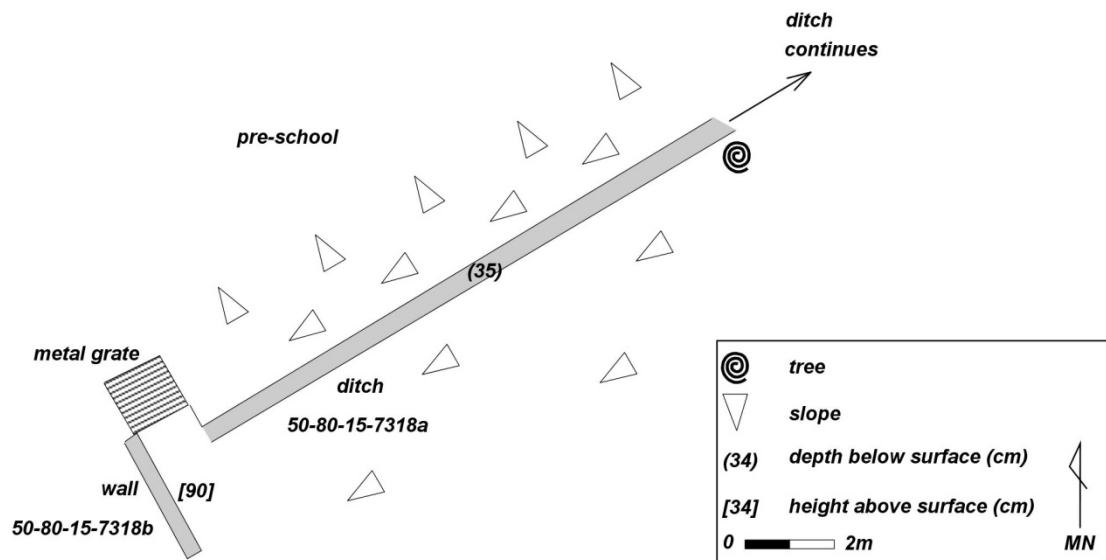 ditch
continues
pre-school
(35)
metal grate
ditch
50-80-15-7318a
wall
[90]
50-80-15-7318b
tree
slope
(34) depth below surface (cm)
[34] height above surface (cm)
0 2m
MN